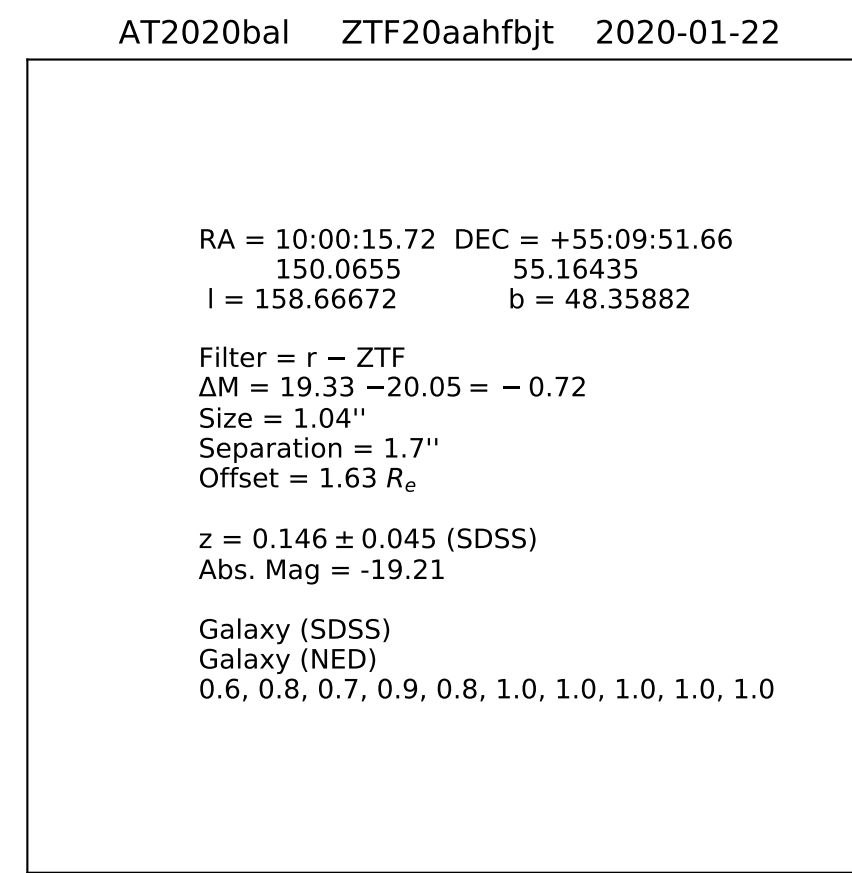 AT2020bal ZTF20aahfbjt 2020-01-22
RA = 10:00:15.72 DEC = +55:09:51.66
150.0655 55.16435
l = 158.66672 b = 48.35882
Filter = r − ZTF
ΔM = 19.33 −20.05 = − 0.72
Size = 1.04''
Separation = 1.7''
Offset = 1.63 Re
z = 0.146 ± 0.045 (SDSS)
Abs. Mag = -19.21
Galaxy (SDSS)
Galaxy (NED)
0.6, 0.8, 0.7, 0.9, 0.8, 1.0, 1.0, 1.0, 1.0, 1.0